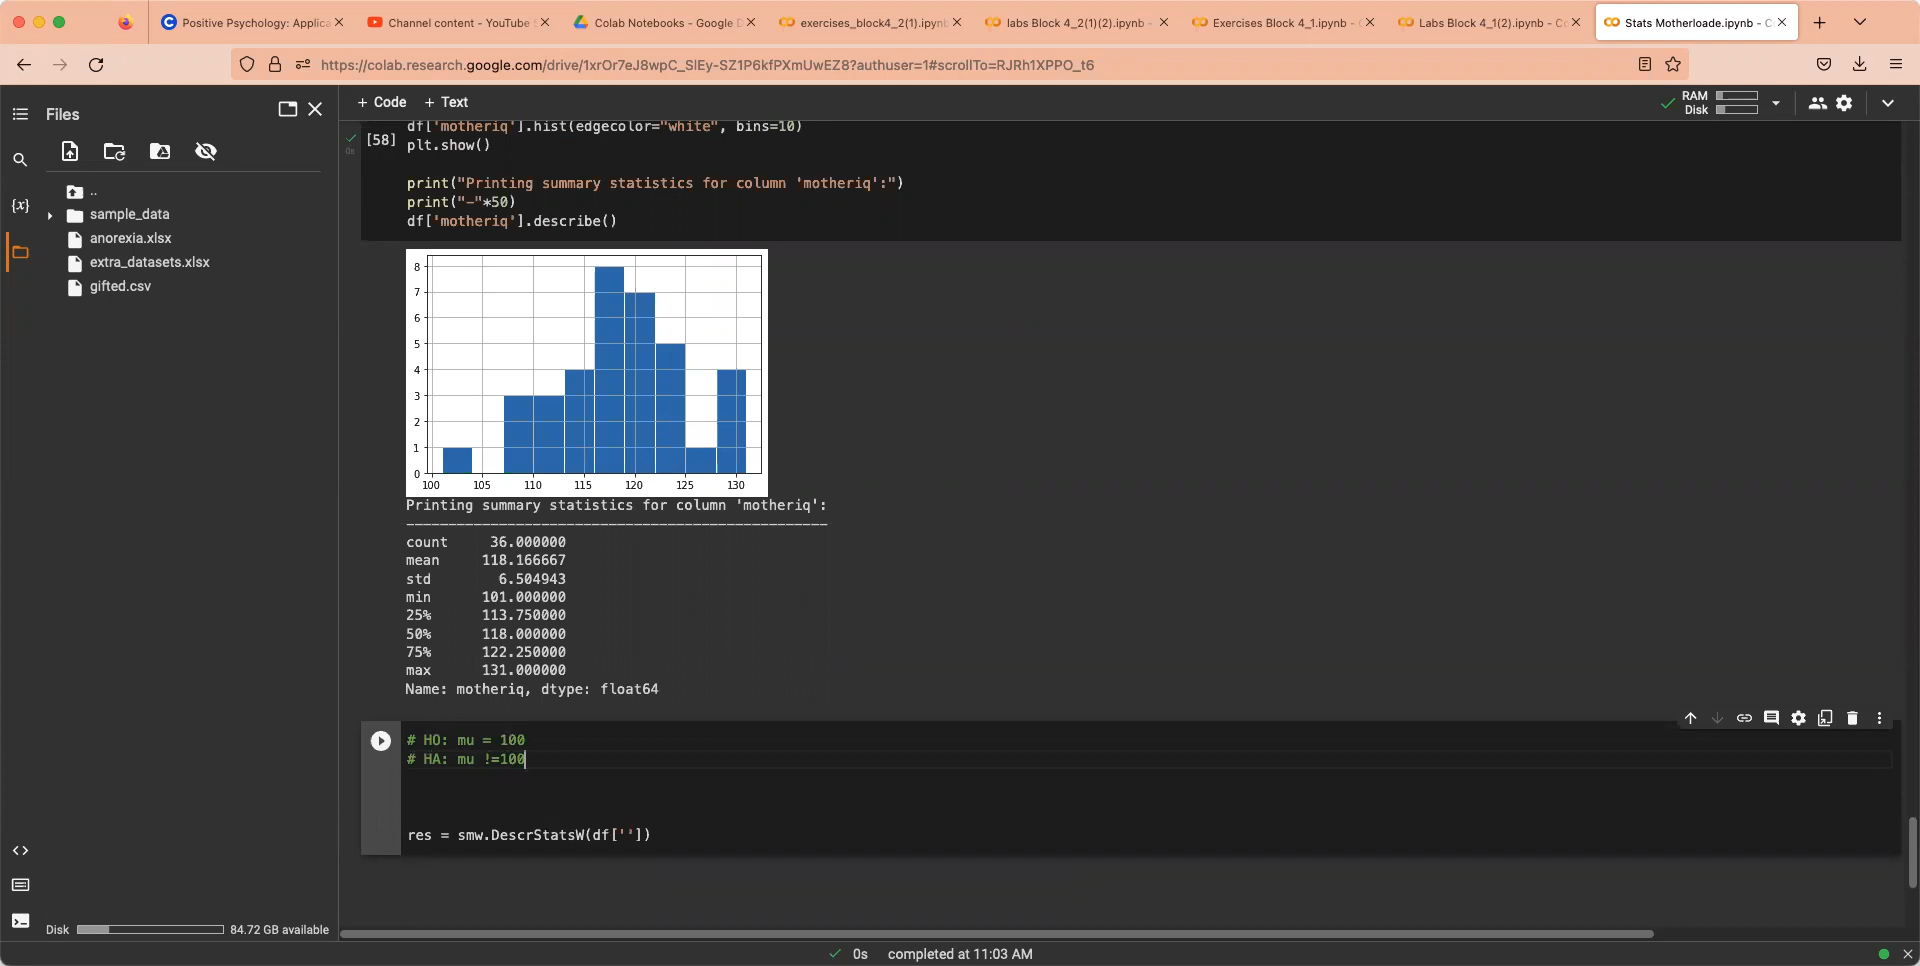 Positive Psychology: Applica
Channel content - YouTube
Colab Notebooks - Google D
exercises_block4_2(1).ipynb
labs Block 4_2(1)(2).ipynb -
Exercises Block 4_1.ipynb - C
Labs Block 4_1(2).ipynb - Co
Stats Motherloade.ipynb - C
https://colab.research.google.com/drive/1xrOr7eJ8wpC_SlEy-SZ1P6kfPXmUwEZ8?authuser=1#scrollTo=RJRh1XPPO_t6
Files
+ Code + Text
RAM
Disk
..
sample_data
anorexia.xlsx
extra_datasets.xlsx
gifted.csv
{x}
df['motheriq'].hist(edgecolor="white", bins=10)
[58]
0s
plt.show()
print("Printing summary statistics for column 'motheriq':")
print("-"*50)
df['motheriq'].describe()
8
7
6
5
4
3
2
1
0
100 105 110 115 120 125 130
Printing summary statistics for column 'motheriq':
--------------------------------------------------
count 36.000000
mean 118.166667
std 6.504943
min 101.000000
25% 113.750000
50% 118.000000
75% 122.250000
max 131.000000
Name: motheriq, dtype: float64
# HO: mu = 100
# HA: mu !=100
res = smw.DescrStatsW(df[''])
Disk 84.72 GB available
0s completed at 11:03 AM